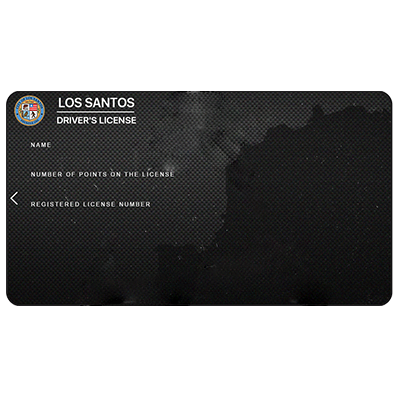 LOS SANTOS
DRIVER'S LICENSE
NAME
NUMBER OF POINTS ON THE LICENSE
REGISTERED LICENSE NUMBER